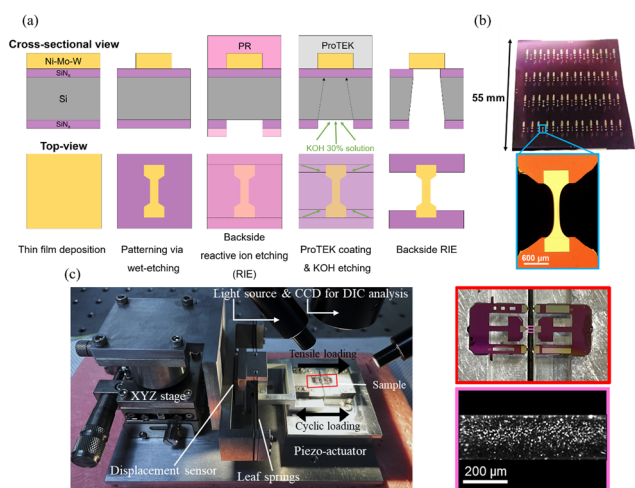 (a)
Cross-sectional view
Ni-Mo-W
SiNₓ
Si
SiNₓ
PR
ProTEK
KOH 30% solution
Top-view
Thin film deposition
Patterning via
wet-etching
Backside
reactive ion etching
(RIE)
ProTEK coating
& KOH etching
Backside RIE
(b)
55 mm
600 μm
(c)
Light source & CCD for DIC analysis
Tensile loading
Sample
XYZ stage
Cyclic loading
Piezo-actuator
Displacement sensor
Leaf springs
200 μm